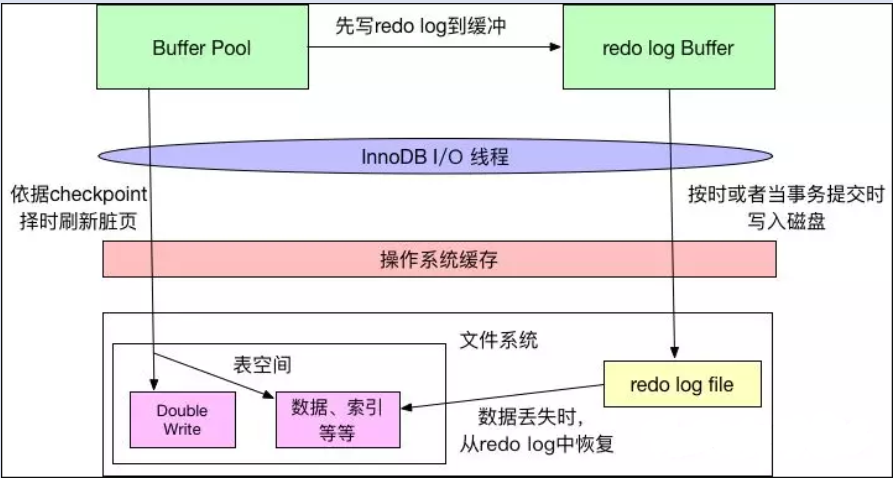 先写redo log到缓冲
Buffer Pool
redo log Buffer
InnoDB I/O 线程
依据checkpoint
择时刷新脏页
按时或者当事务提交时
写入磁盘
操作系统缓存
文件系统
表空间
redo log file
Double
Write
数据、索引
等等
数据丢失时，
从redo log中恢复